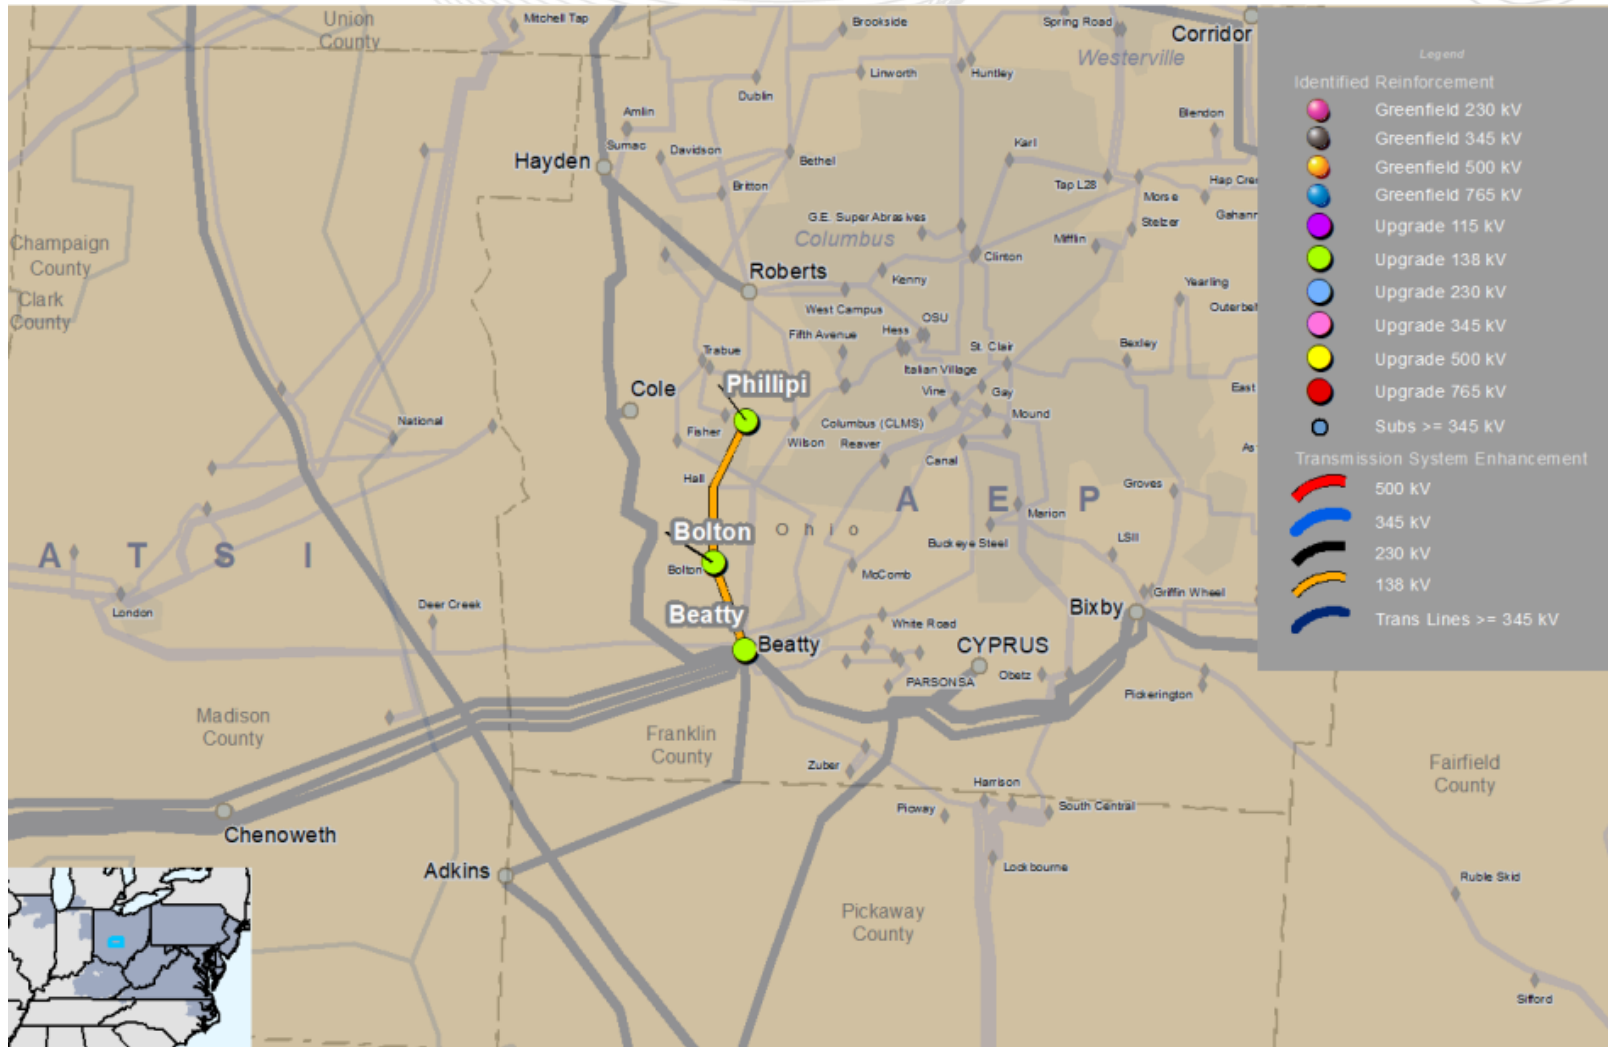 Union
County
Mitchell Tap
Brookside
Spring Road
Corridor
Westerville
Linworth
Huntley
Dublin
Amlin
Blendon
Sumac
Davidson
Hayden
Bethel
Karl
Britton
Tap L28
Morse
Hap Cre
G.E. Super Abrasives
Columbus
Mifflin
Stelzer
Gahann
Champaign
County
Clinton
Roberts
Kenny
Yearling
Clark
County
West Campus
Outerbel
OSU
Fifth Avenue
Hess
St. Clair
Bexley
Trabue
Italian Village
Phillipi
Cole
Vine
Gay
East
National
Columbus (CLMS)
Mound
Fisher
Wilson
Reaver
As
Canal
Hall
Groves
A E P
Marion
Bolton
Ohio
Buckeye Steel
LSII
A T S I
Bolton
McComb
London
Deer Creek
Beatty
Griffin Wheel
Bixby
White Road
Beatty
CYPRUS
PARSONSA
Obetz
Pickerington
Madison
County
Franklin
County
Zuber
Harrison
Fairfield
County
Picway
South Central
Chenoweth
Lockbourne
Adkins
Ruble Skid
Pickaway
County
Sifford
Legend
Identified Reinforcement
Greenfield 230 kV
Greenfield 345 kV
Greenfield 500 kV
Greenfield 765 kV
Upgrade 115 kV
Upgrade 138 kV
Upgrade 230 kV
Upgrade 345 kV
Upgrade 500 kV
Upgrade 765 kV
Subs >= 345 kV
Transmission System Enhancement
500 kV
345 kV
230 kV
138 kV
Trans Lines >= 345 kV